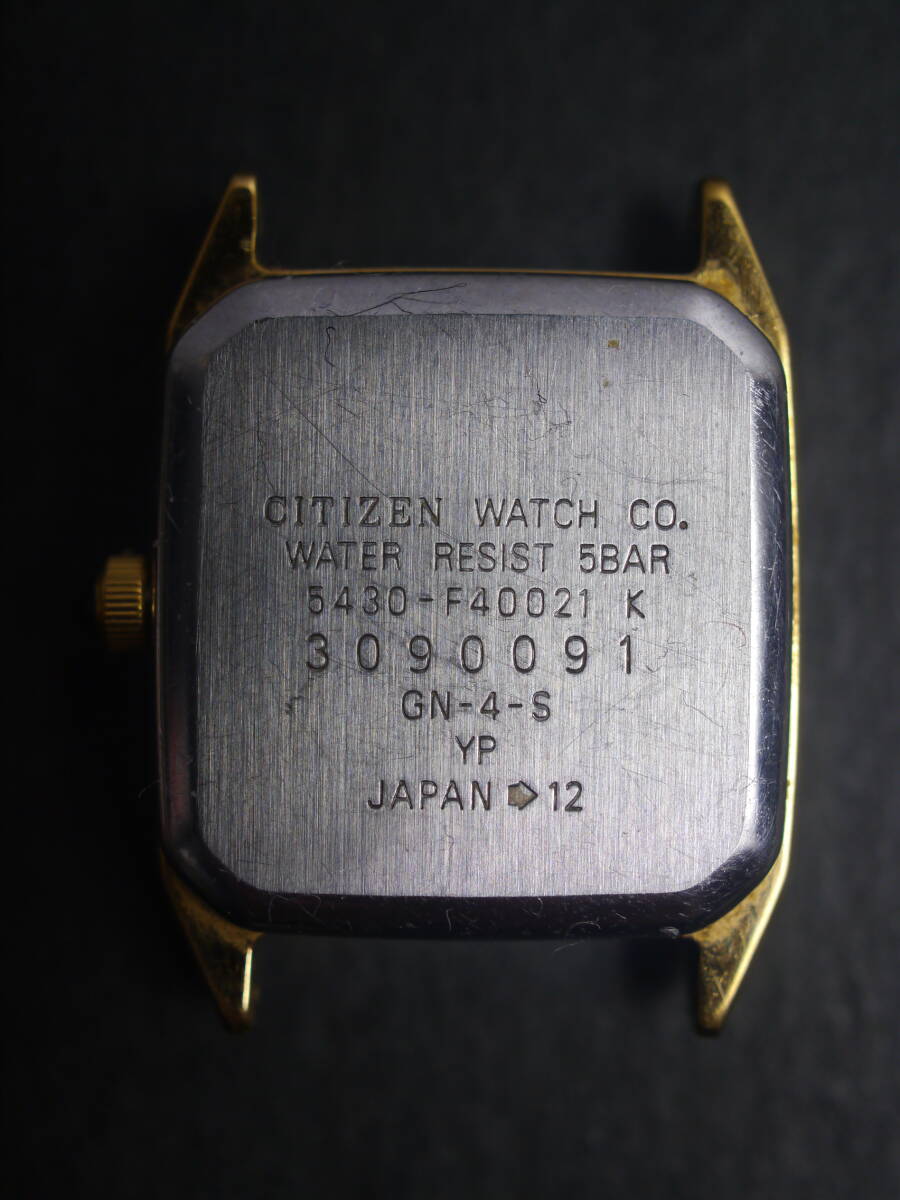 CITIZEN WATCH CO.
WATER RESIST 5BAR
5430-F40021 K
3090091
GN-4-S
YP
JAPAN ➩12